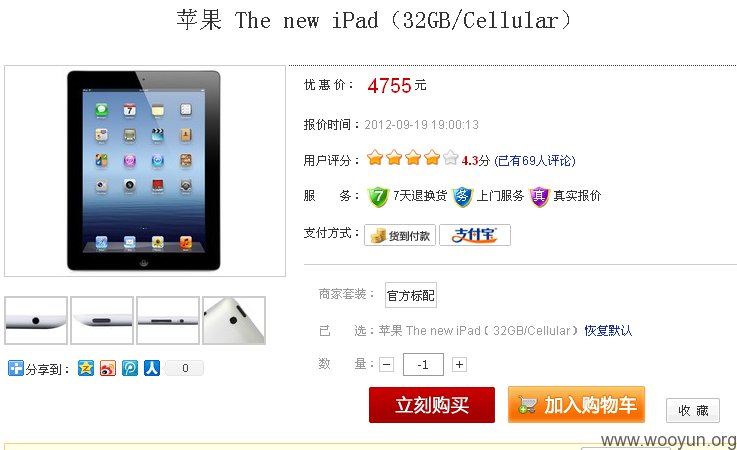 苹果 The new iPad（32GB/Cellular）
优 惠 价： 4755元
报价时间：2012-09-19 19:00:13
用户评分： 4.3分 (已有69人评论)
服 务： 7 7天退换货 务 上门服务 真 真实报价
支付方式： 货到付款 支付宝
商家套装： 官方标配
已 选：苹果 The new iPad（32GB/Cellular） 恢复默认
数 量： -1
分享到： 0
立刻购买 加入购物车 收 藏
www.wooyun.org